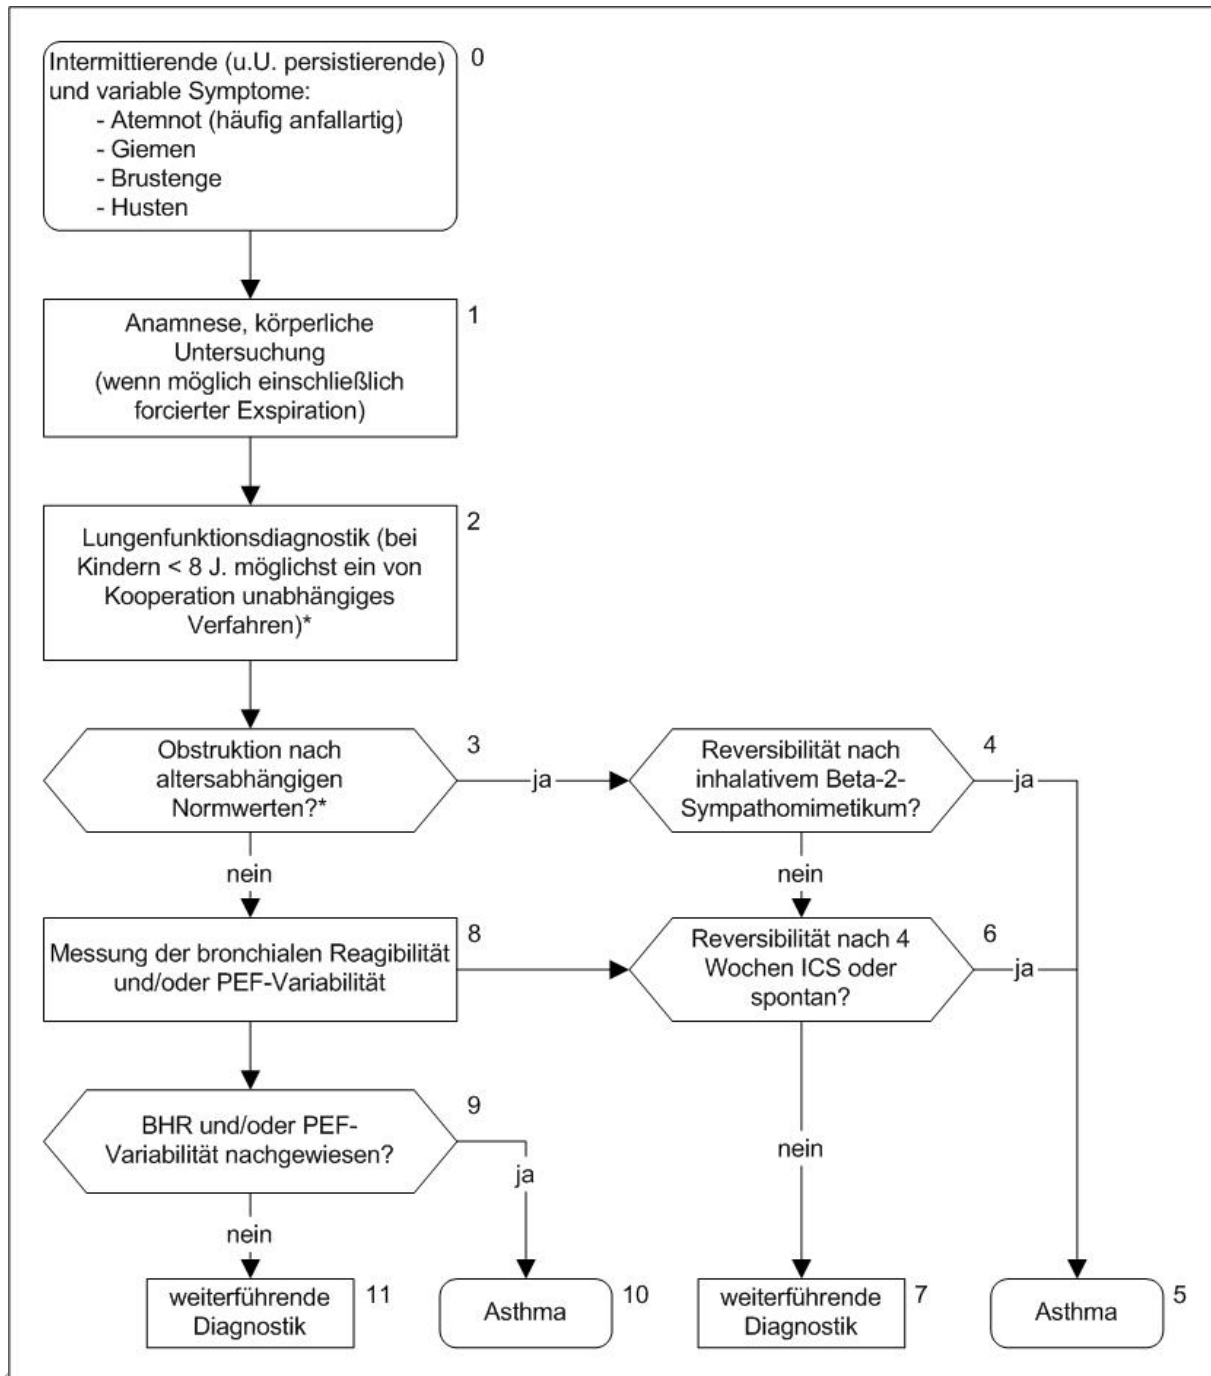 Intermittierende (u.U. persistierende)
und variable Symptome:
- Atemnot (häufig anfallartig)
- Giemen
- Brustenge
- Husten
0
Anamnese, körperliche
Untersuchung
(wenn möglich einschließlich
forcierter Exspiration)
1
Lungenfunktionsdiagnostik (bei
Kindern < 8 J. möglichst ein von
Kooperation unabhängiges
Verfahren)*
2
Obstruktion nach
altersabhängigen
Normwerten?*
3
ja
Reversibilität nach
inhalativem Beta-2-
Sympathomimetikum?
4
ja
nein
nein
Messung der bronchialen Reagibilität
und/oder PEF-Variabilität
8
Reversibilität nach 4
Wochen ICS oder
spontan?
6
ja
BHR und/oder PEF-
Variabilität nachgewiesen?
9
ja
nein
nein
weiterführende
Diagnostik
11
Asthma
10
weiterführende
Diagnostik
7
Asthma
5